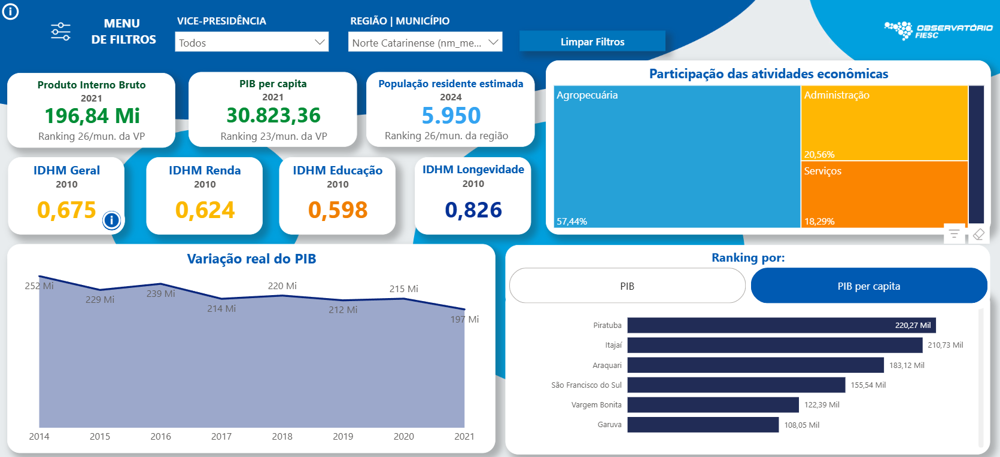 MENU
DE FILTROS
VICE-PRESIDÊNCIA
Todos
REGIÃO | MUNICÍPIO
Norte Catarinense (nm_me...
Limpar Filtros
OBSERVATÓRIO
FIESC
Produto Interno Bruto
2021
196,84 Mi
Ranking 26/mun. da VP
PIB per capita
2021
30.823,36
Ranking 23/mun. da VP
População residente estimada
2024
5.950
Ranking 26/mun. da região
IDHM Geral
2010
0,675
IDHM Renda
2010
0,624
IDHM Educação
2010
0,598
IDHM Longevidade
2010
0,826
Participação das atividades econômicas
Agropecuária
57,44%
Administração
20,56%
Serviços
18,29%
Variação real do PIB
252 Mi
229 Mi
239 Mi
214 Mi
220 Mi
212 Mi
215 Mi
197 Mi
2014
2015
2016
2017
2018
2019
2020
2021
Ranking por:
PIB
PIB per capita
Piratuba
220,27 Mil
Itajaí
210,73 Mil
Araquari
183,12 Mil
São Francisco do Sul
155,54 Mil
Vargem Bonita
122,39 Mil
Garuva
108,05 Mil